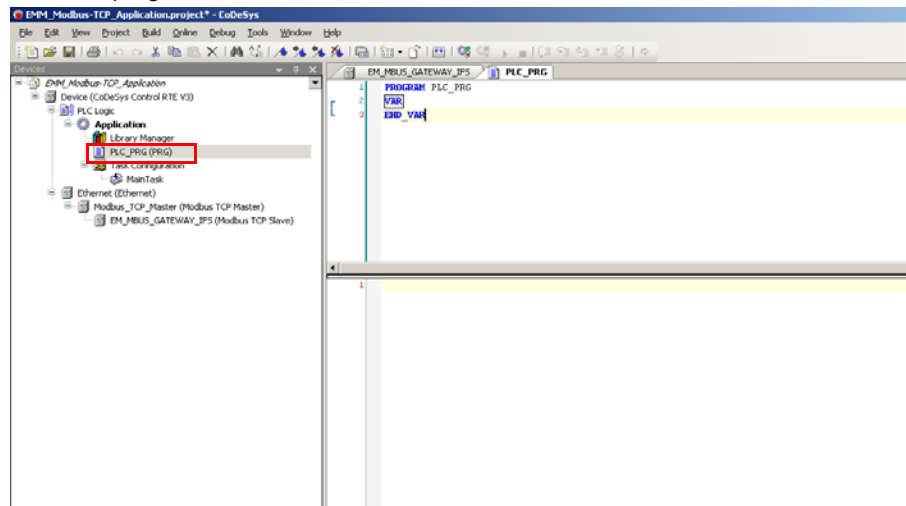 EMM_Modbus-TCP_Application.project* - CoDeSys
File Edit View Project Build Online Debug Tools Window Help
Devices
EMM_Modbus-TCP_Application
Device (CoDeSys Control RTE V3)
PLC Logic
Application
Library Manager
PLC_PRG (PRG)
Task Configuration
MainTask
Ethernet (Ethernet)
Modbus_TCP_Master (Modbus TCP Master)
EM_MBUS_GATEWAY_IFS (Modbus TCP Slave)
EM_MBUS_GATEWAY_IFS PLC_PRG
1 PROGRAM PLC_PRG
2 VAR
3 END_VAR
1